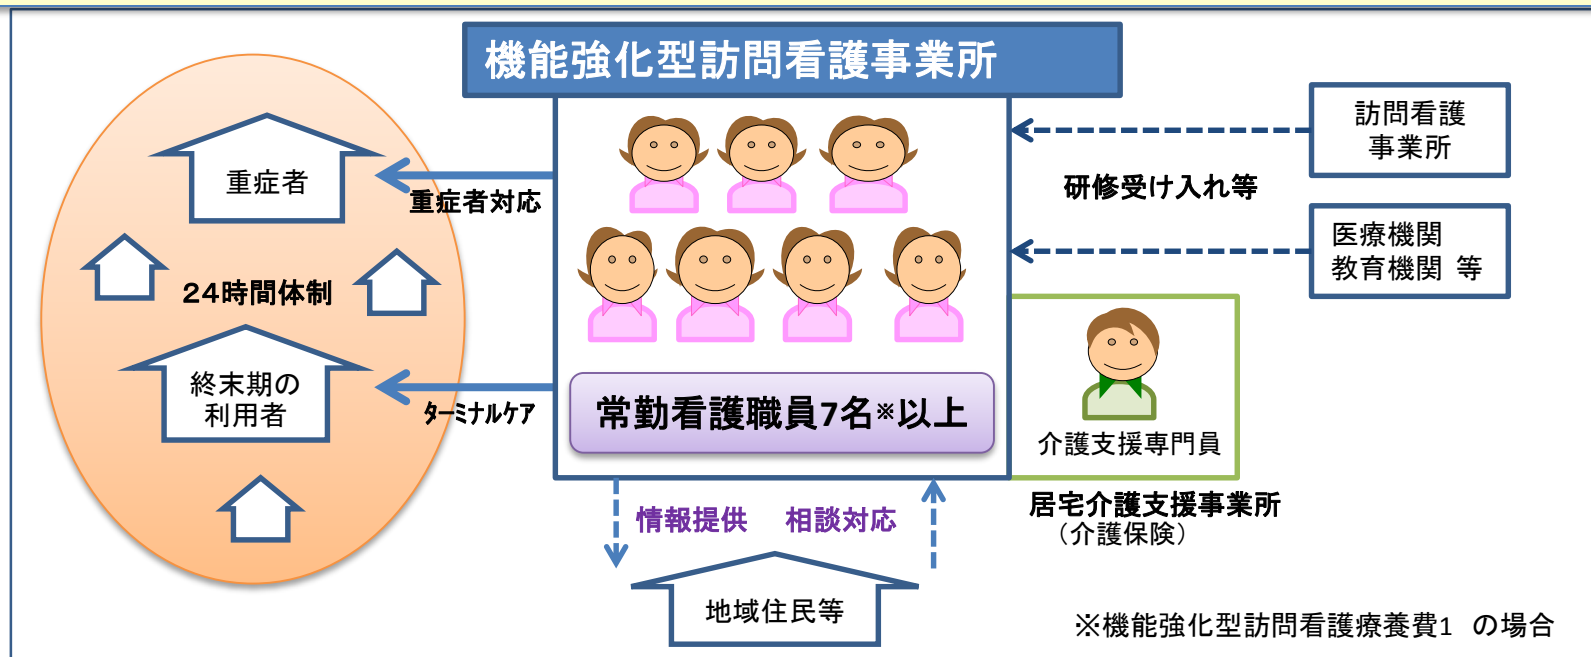 機能強化型訪問看護事業所
重症者
重症者対応
24時間体制
終末期の
利用者
ターミナルケア
常勤看護職員7名※以上
訪問看護
事業所
研修受け入れ等
医療機関
教育機関 等
介護支援専門員
居宅介護支援事業所
（介護保険）
情報提供 相談対応
地域住民等
※機能強化型訪問看護療養費1 の場合